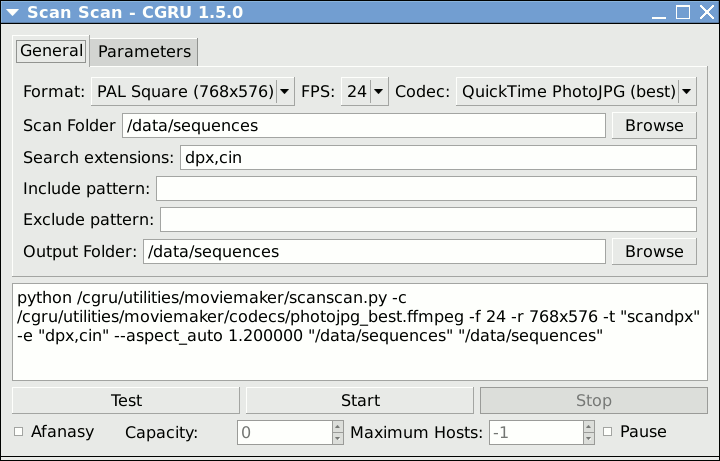 Scan Scan - CGRU 1.5.0
General Parameters
Format: PAL Square (768x576) FPS: 24 Codec: QuickTime PhotoJPG (best)
Scan Folder /data/sequences Browse
Search extensions: dpx,cin
Include pattern:
Exclude pattern:
Output Folder: /data/sequences Browse
python /cgru/utilities/moviemaker/scanscan.py -c
/cgru/utilities/moviemaker/codecs/photojpg_best.ffmpeg -f 24 -r 768x576 -t "scandpx"
-e "dpx,cin" --aspect_auto 1.200000 "/data/sequences" "/data/sequences"
Test Start Stop
Afanasy Capacity: 0 Maximum Hosts: -1 Pause